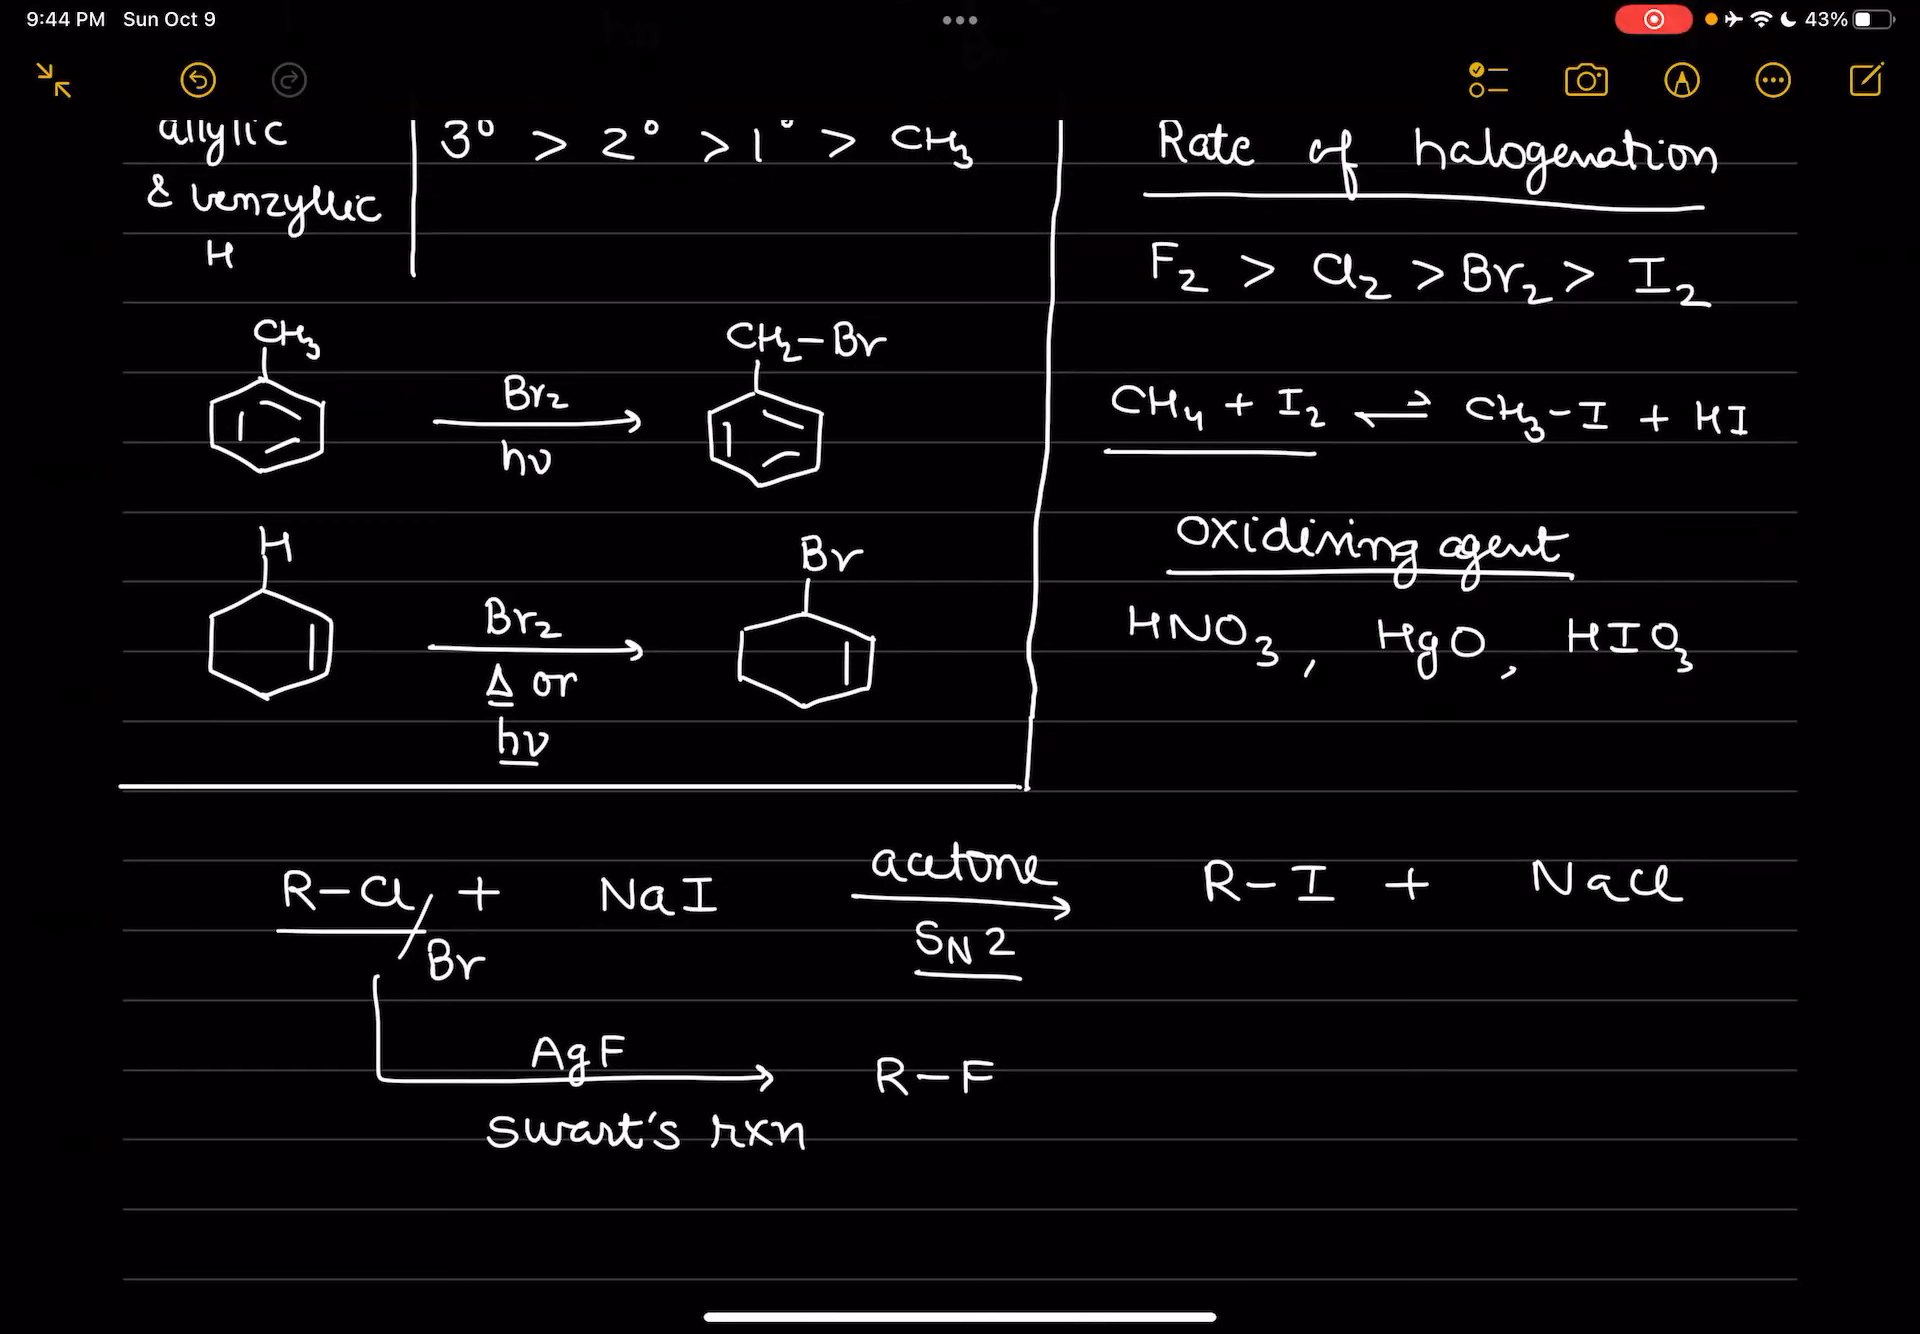 9:44 PM Sun Oct 9
43%
allylic
& benzyllic
H
3° > 2° > 1° > CH₃
CH₃
Br₂
hν
CH₂-Br
H
Br₂
Δ or
hν
Br
Rate of halogenation
F₂ > Cl₂ > Br₂ > I₂
CH₄ + I₂ ⇌ CH₃-I + HI
oxidising agent
HNO₃, HgO, HIO₃
R-Cl/Br + NaI
acetone
SN2
R-I + NaCl
AgF
R-F
Swart's rxn